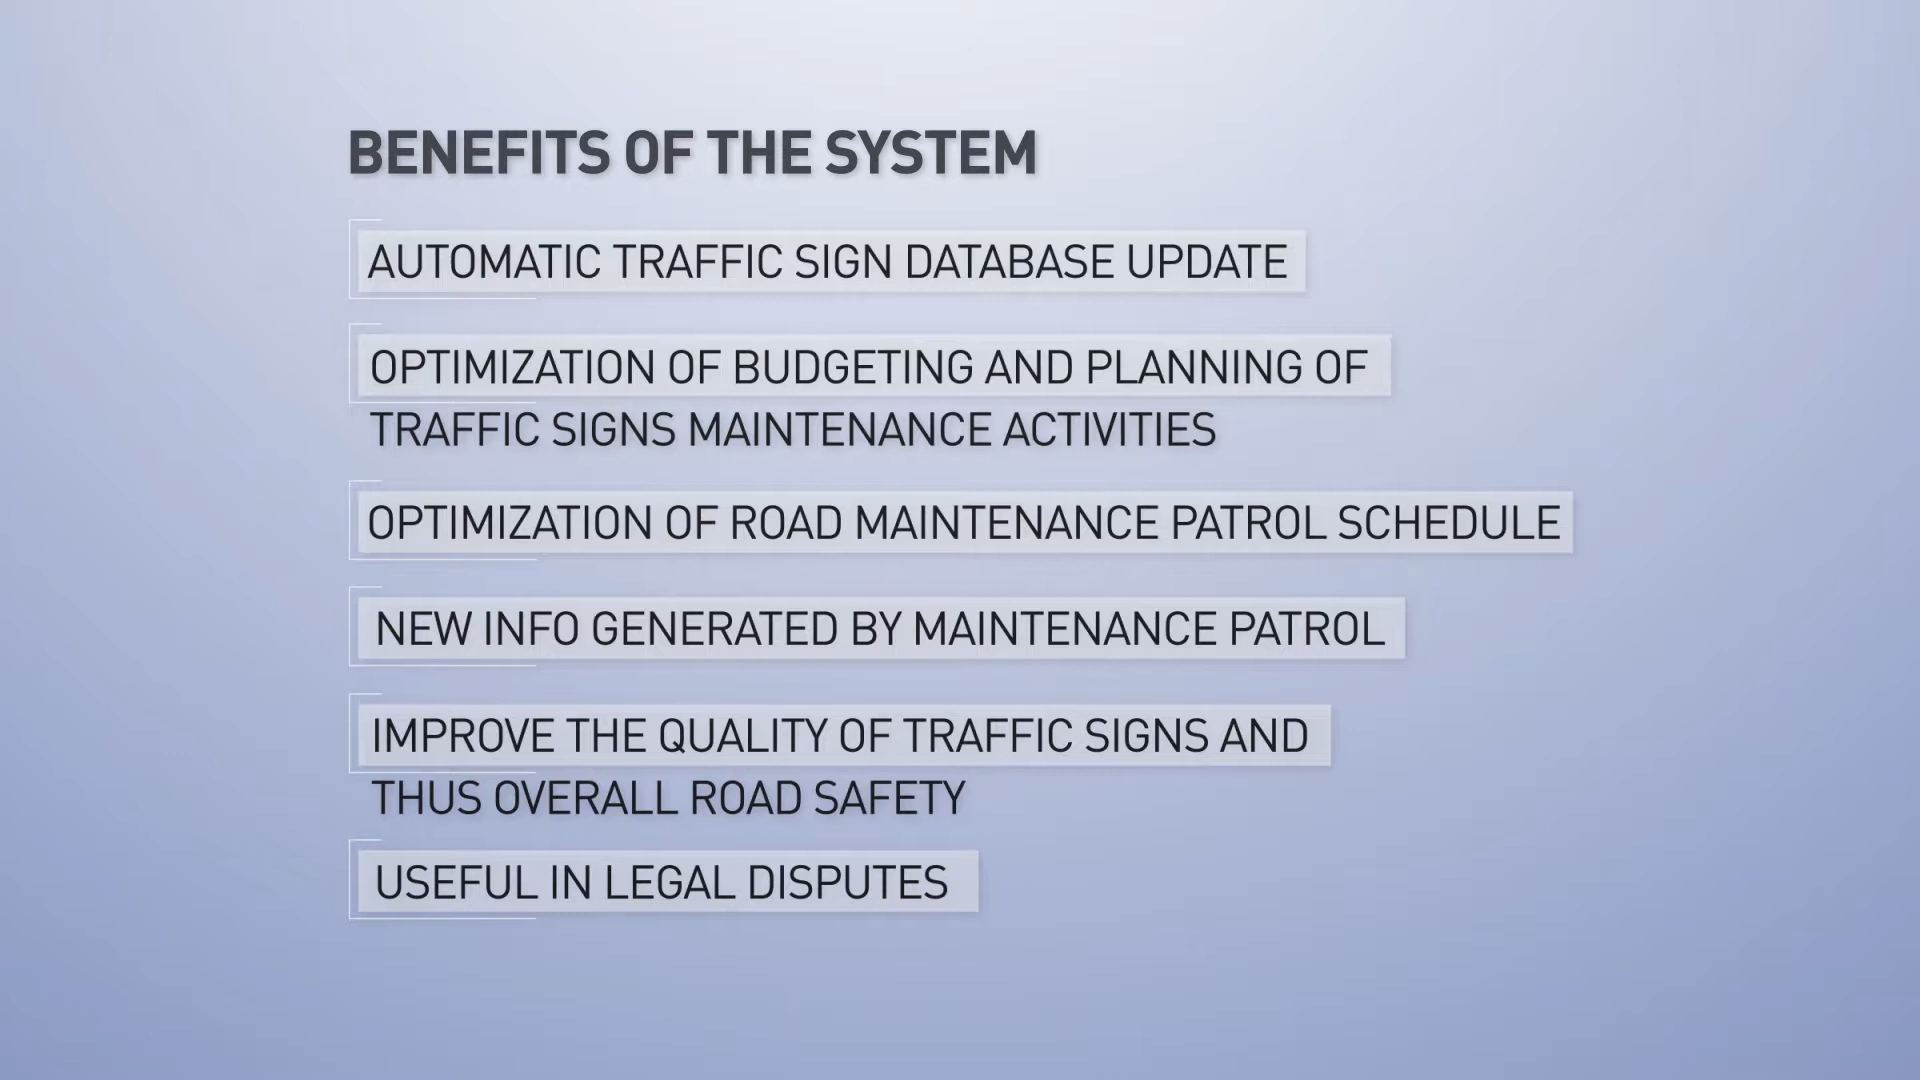 BENEFITS OF THE SYSTEM
AUTOMATIC TRAFFIC SIGN DATABASE UPDATE
OPTIMIZATION OF BUDGETING AND PLANNING OF
TRAFFIC SIGNS MAINTENANCE ACTIVITIES
OPTIMIZATION OF ROAD MAINTENANCE PATROL SCHEDULE
NEW INFO GENERATED BY MAINTENANCE PATROL
IMPROVE THE QUALITY OF TRAFFIC SIGNS AND
THUS OVERALL ROAD SAFETY
USEFUL IN LEGAL DISPUTES